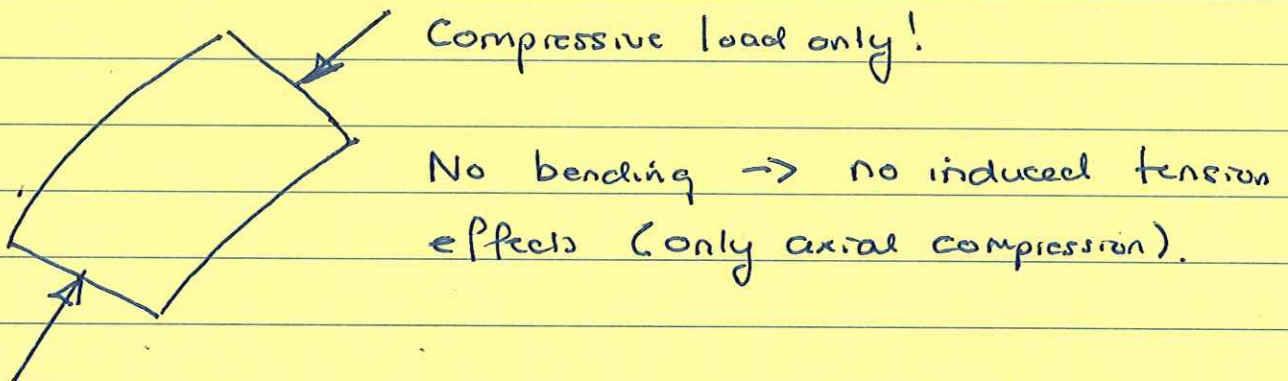 Compressive load only!
No bending -> no induced tension
effects (only axial compression).